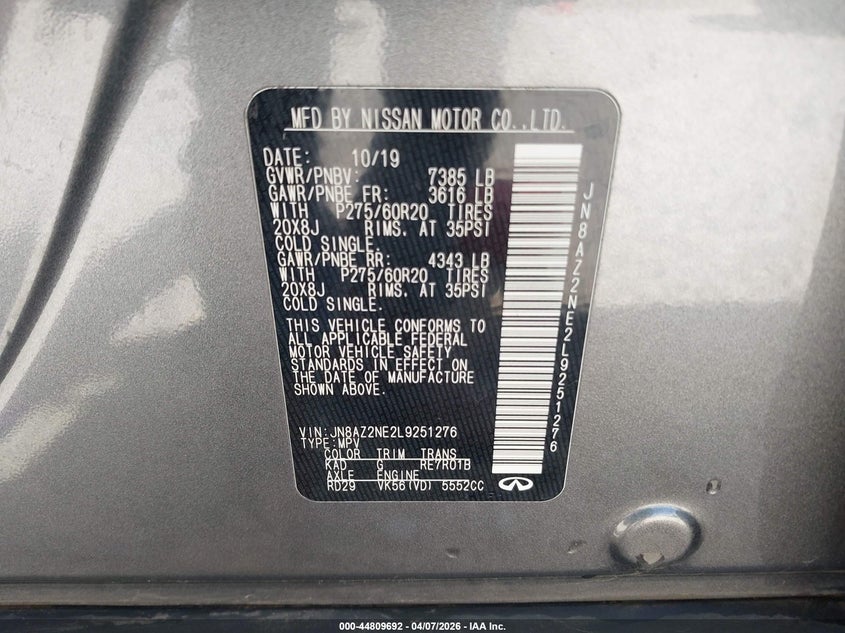 MFD BY NISSAN MOTOR CO.,LTD.
DATE: 10/19
GVWR/PNBV: 7385 LB
GAWR/PNBE FR: 3616 LB
WITH P275/60R20 TIRES
20X8J RIMS. AT 35PSI
COLD SINGLE.
GAWR/PNBE RR: 4343 LB
WITH P275/60R20 TIRES
20X8J RIMS. AT 35PSI
COLD SINGLE.
THIS VEHICLE CONFORMS TO
ALL APPLICABLE FEDERAL
MOTOR VEHICLE SAFETY
STANDARDS IN EFFECT ON
THE DATE OF MANUFACTURE
SHOWN ABOVE.
VIN: JN8AZ2NE2L9251276
TYPE:MPV
COLOR TRIM TRANS
KAD G RE7R01B
AXLE ENGINE
RD29 VK56(VD) 5552CC
JN8AZ2NE2L9251276
000-44809692 - 04/07/2026 - IAA Inc.